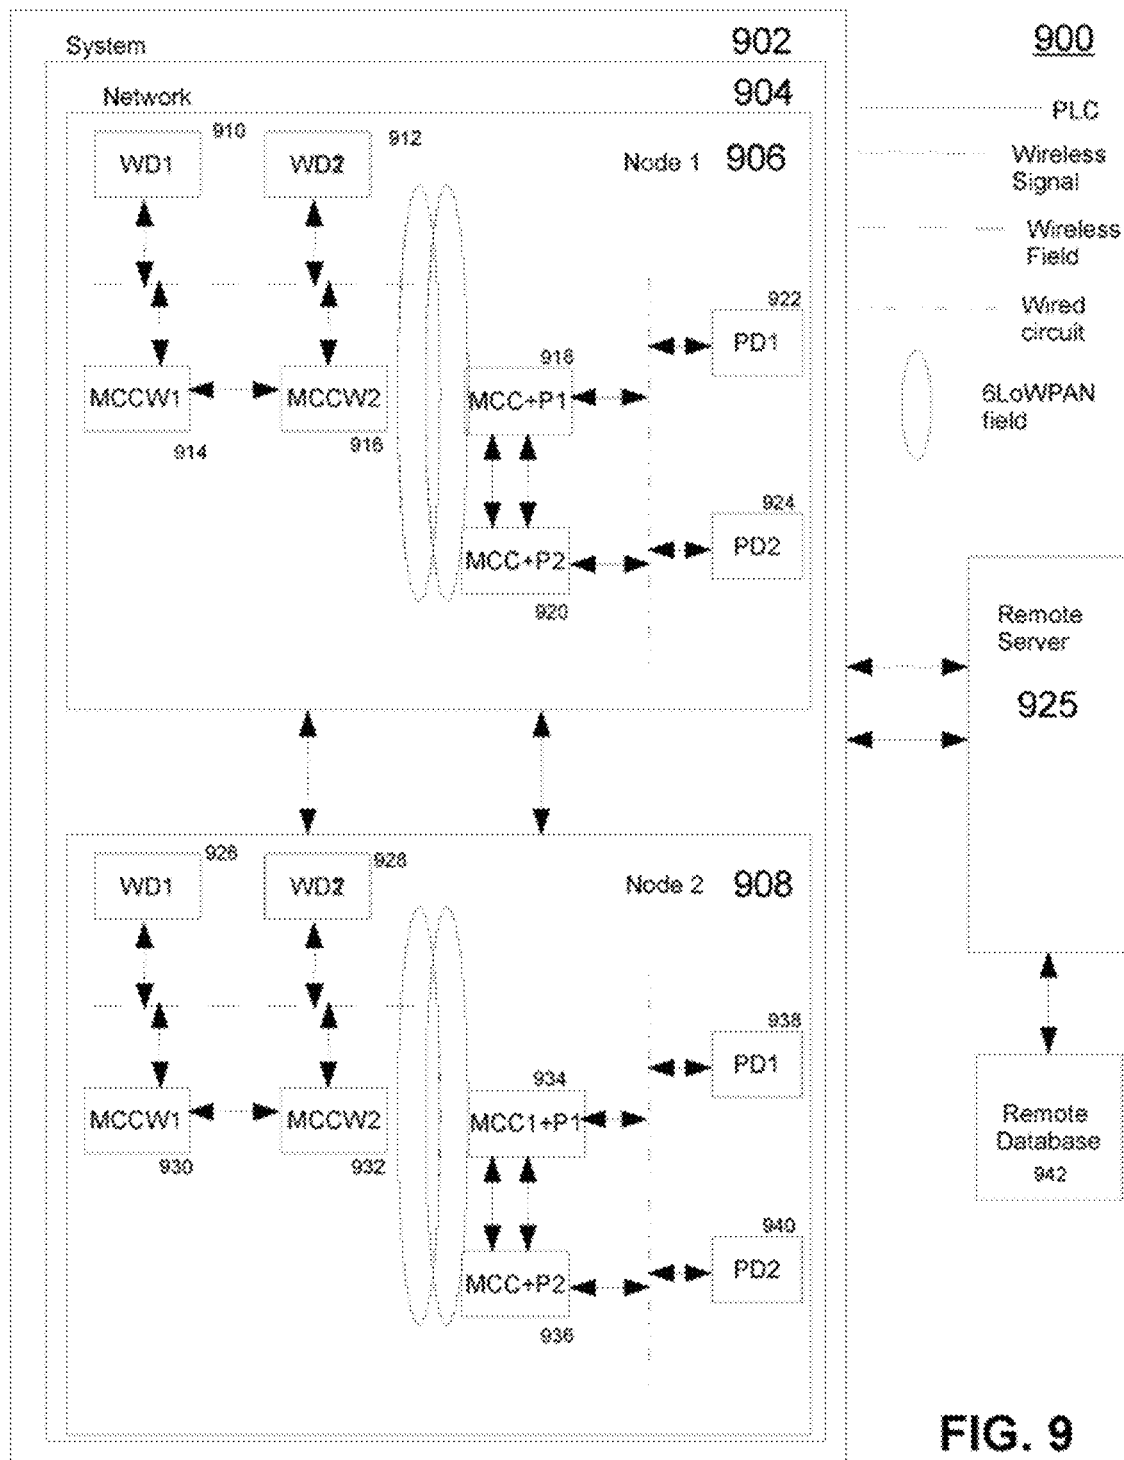 System
902
900
Network
904
PLC
Wireless
Signal
Wireless
Field
Wired
circuit
6LoWPAN
field
910
WD1
912
WD2
Node 1
906
MCCW1
914
MCCW2
916
918
MCC+P1
MCC+P2
920
922
PD1
924
PD2
Remote
Server
925
926
WD1
928
WD2
Node 2
908
MCCW1
930
MCCW2
932
934
MCC1+P1
MCC+P2
936
938
PD1
940
PD2
Remote
Database
942
FIG. 9